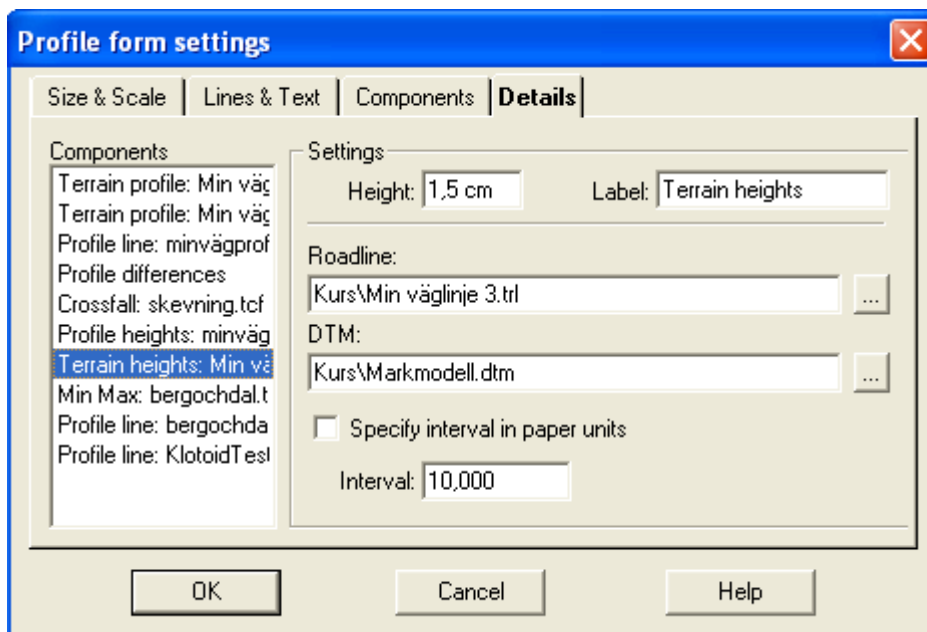 Profile form settings
Size & Scale
Lines & Text
Components
Details
Components
Terrain profile: Min väg
Terrain profile: Min väg
Profile line: minvägprof
Profile differences
Crossfall: skevning.tcf
Profile heights: minväg
Terrain heights: Min vä
Min Max: bergochdal.t
Profile line: bergochda
Profile line: KlotoidTest
Settings
Height: 1,5 cm
Label: Terrain heights
Roadline:
Kurs\Min väglinje 3.trl
...
DTM:
Kurs\Markmodell.dtm
...
Specify interval in paper units
Interval: 10,000
OK
Cancel
Help